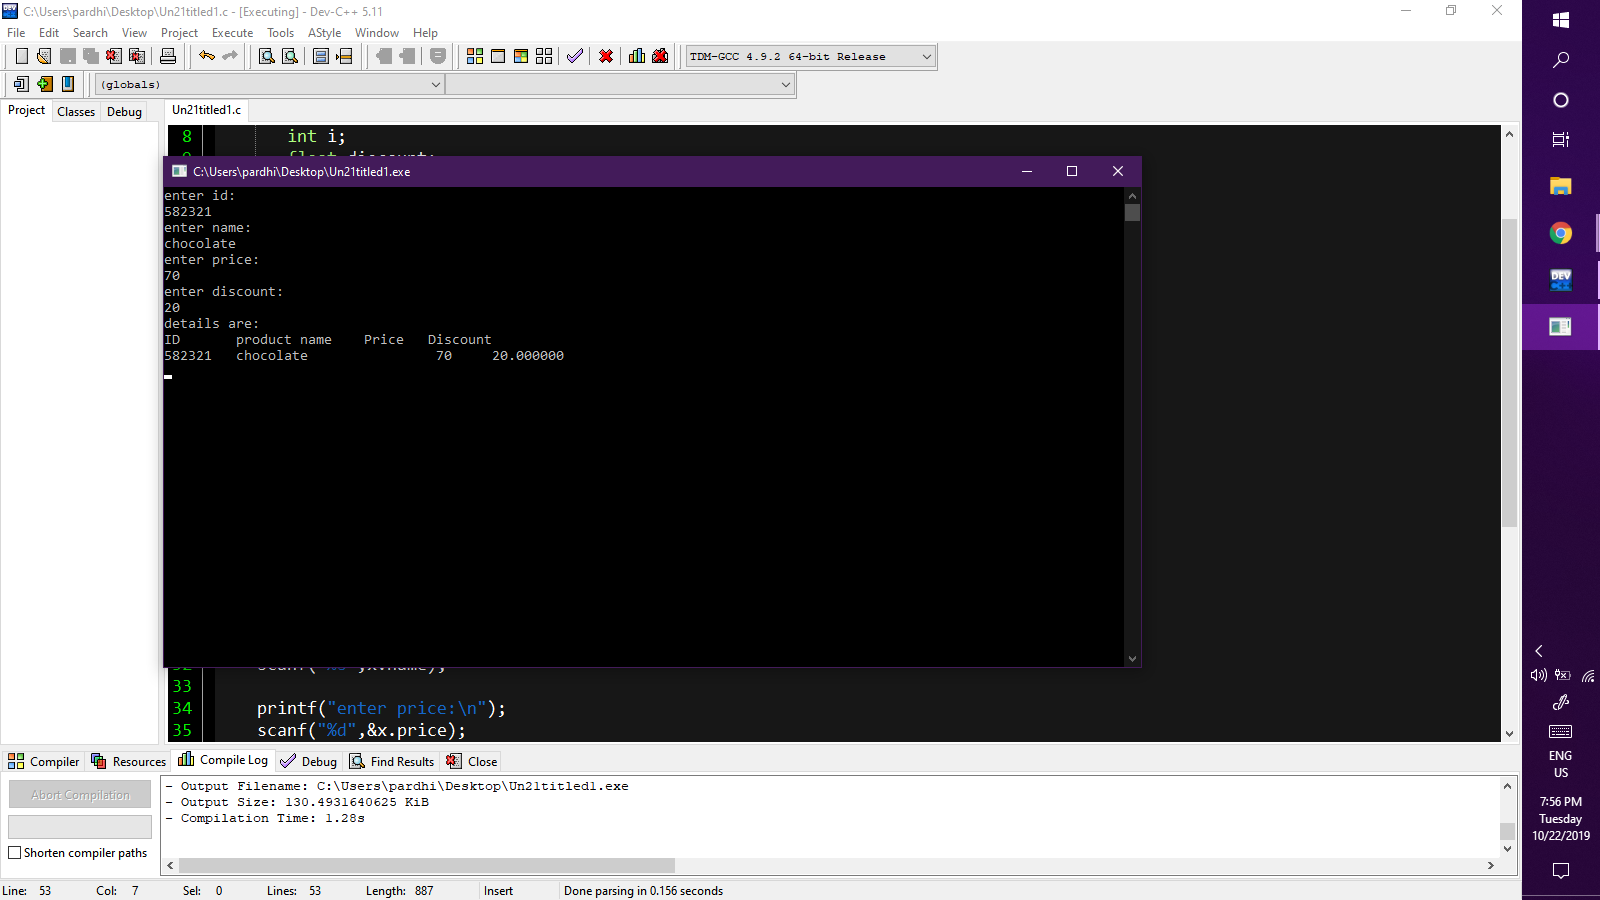 C:\Users\pardhi\Desktop\Un21titled1.c - [Executing] - Dev-C++ 5.11
File Edit Search View Project Execute Tools AStyle Window Help
TDM-GCC 4.9.2 64-bit Release
(globals)
Project Classes Debug
Un21titled1.c
8 int i;
C:\Users\pardhi\Desktop\Un21titled1.exe
enter id:
582321
enter name:
chocolate
enter price:
70
enter discount:
20
details are:
ID product name Price Discount
582321 chocolate 70 20.000000
33
34 printf("enter price:\n");
35 scanf("%d",&x.price);
Compiler Resources Compile Log Debug Find Results Close
Abort Compilation
Shorten compiler paths
- Output Filename: C:\Users\pardhi\Desktop\Un21titled1.exe
- Output Size: 130.4931640625 KiB
- Compilation Time: 1.28s
Line: 53 Col: 7 Sel: 0 Lines: 53 Length: 887 Insert Done parsing in 0.156 seconds
DEV
C++
ENG
US
7:56 PM
Tuesday
10/22/2019